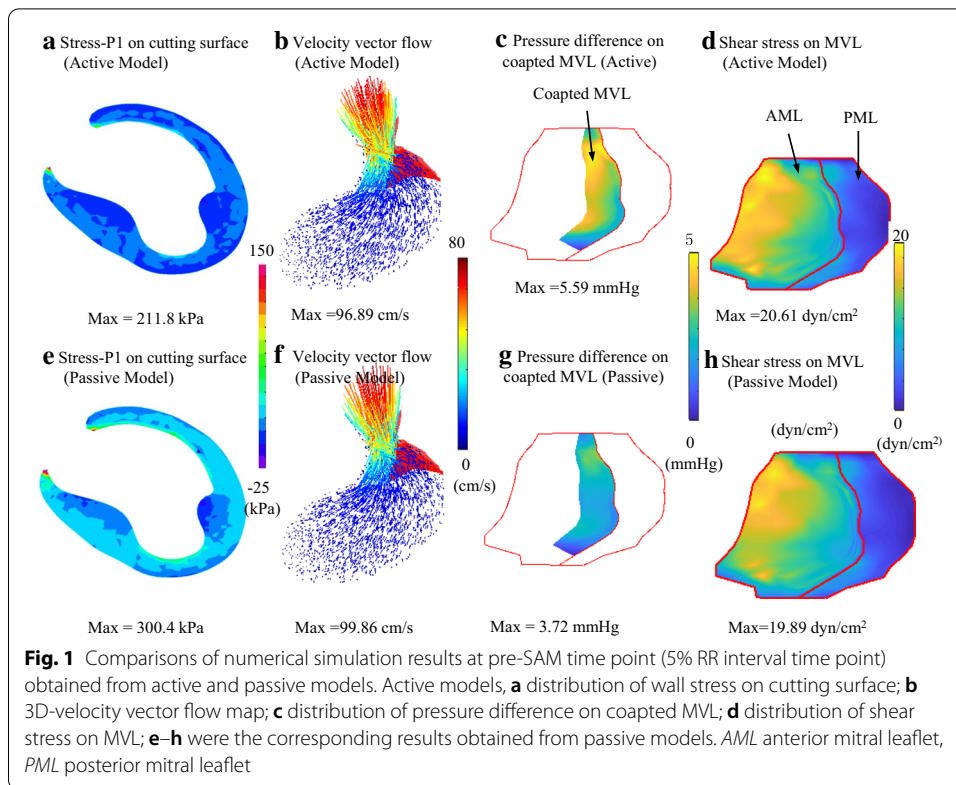 a Stress-P1 on cutting surface
(Active Model)
b Velocity vector flow
(Active Model)
c Pressure difference on
coapted MVL (Active)
d Shear stress on MVL
(Active Model)
Coapted MVL
AML
PML
150
-25
(kPa)
80
0
(cm/s)
5
0
(mmHg)
20
0
(dyn/cm²)
Max = 211.8 kPa
Max =96.89 cm/s
Max =5.59 mmHg
Max =20.61 dyn/cm²
e Stress-P1 on cutting surface
(Passive Model)
f Velocity vector flow
(Passive Model)
g Pressure difference on
coapted MVL (Passive)
h Shear stress on MVL
(Passive Model)
(dyn/cm²)
Max = 300.4 kPa
Max =99.86 cm/s
Max = 3.72 mmHg
Max=19.89 dyn/cm²
Fig. 1 Comparisons of numerical simulation results at pre-SAM time point (5% RR interval time point)
obtained from active and passive models. Active models, a distribution of wall stress on cutting surface; b
3D-velocity vector flow map; c distribution of pressure difference on coapted MVL; d distribution of shear
stress on MVL; e–h were the corresponding results obtained from passive models. AML anterior mitral leaflet,
PML posterior mitral leaflet